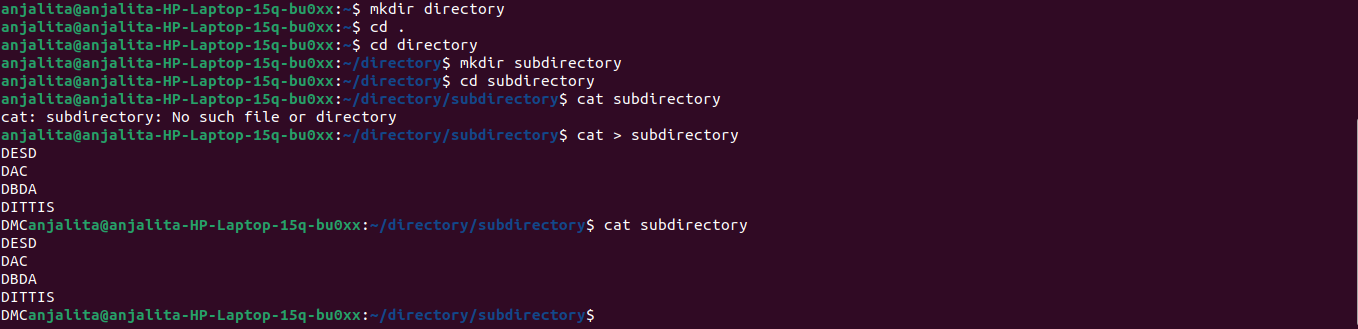 anjalita@anjalita-HP-Laptop-15q-bu0xx:~$ mkdir directory
anjalita@anjalita-HP-Laptop-15q-bu0xx:~$ cd .
anjalita@anjalita-HP-Laptop-15q-bu0xx:~$ cd directory
anjalita@anjalita-HP-Laptop-15q-bu0xx:~/directory$ mkdir subdirectory
anjalita@anjalita-HP-Laptop-15q-bu0xx:~/directory$ cd subdirectory
anjalita@anjalita-HP-Laptop-15q-bu0xx:~/directory/subdirectory$ cat subdirectory
cat: subdirectory: No such file or directory
anjalita@anjalita-HP-Laptop-15q-bu0xx:~/directory/subdirectory$ cat > subdirectory
DESD
DAC
DBDA
DITTIS
DMCanjalita@anjalita-HP-Laptop-15q-bu0xx:~/directory/subdirectory$ cat subdirectory
DESD
DAC
DBDA
DITTIS
DMCanjalita@anjalita-HP-Laptop-15q-bu0xx:~/directory/subdirectory$